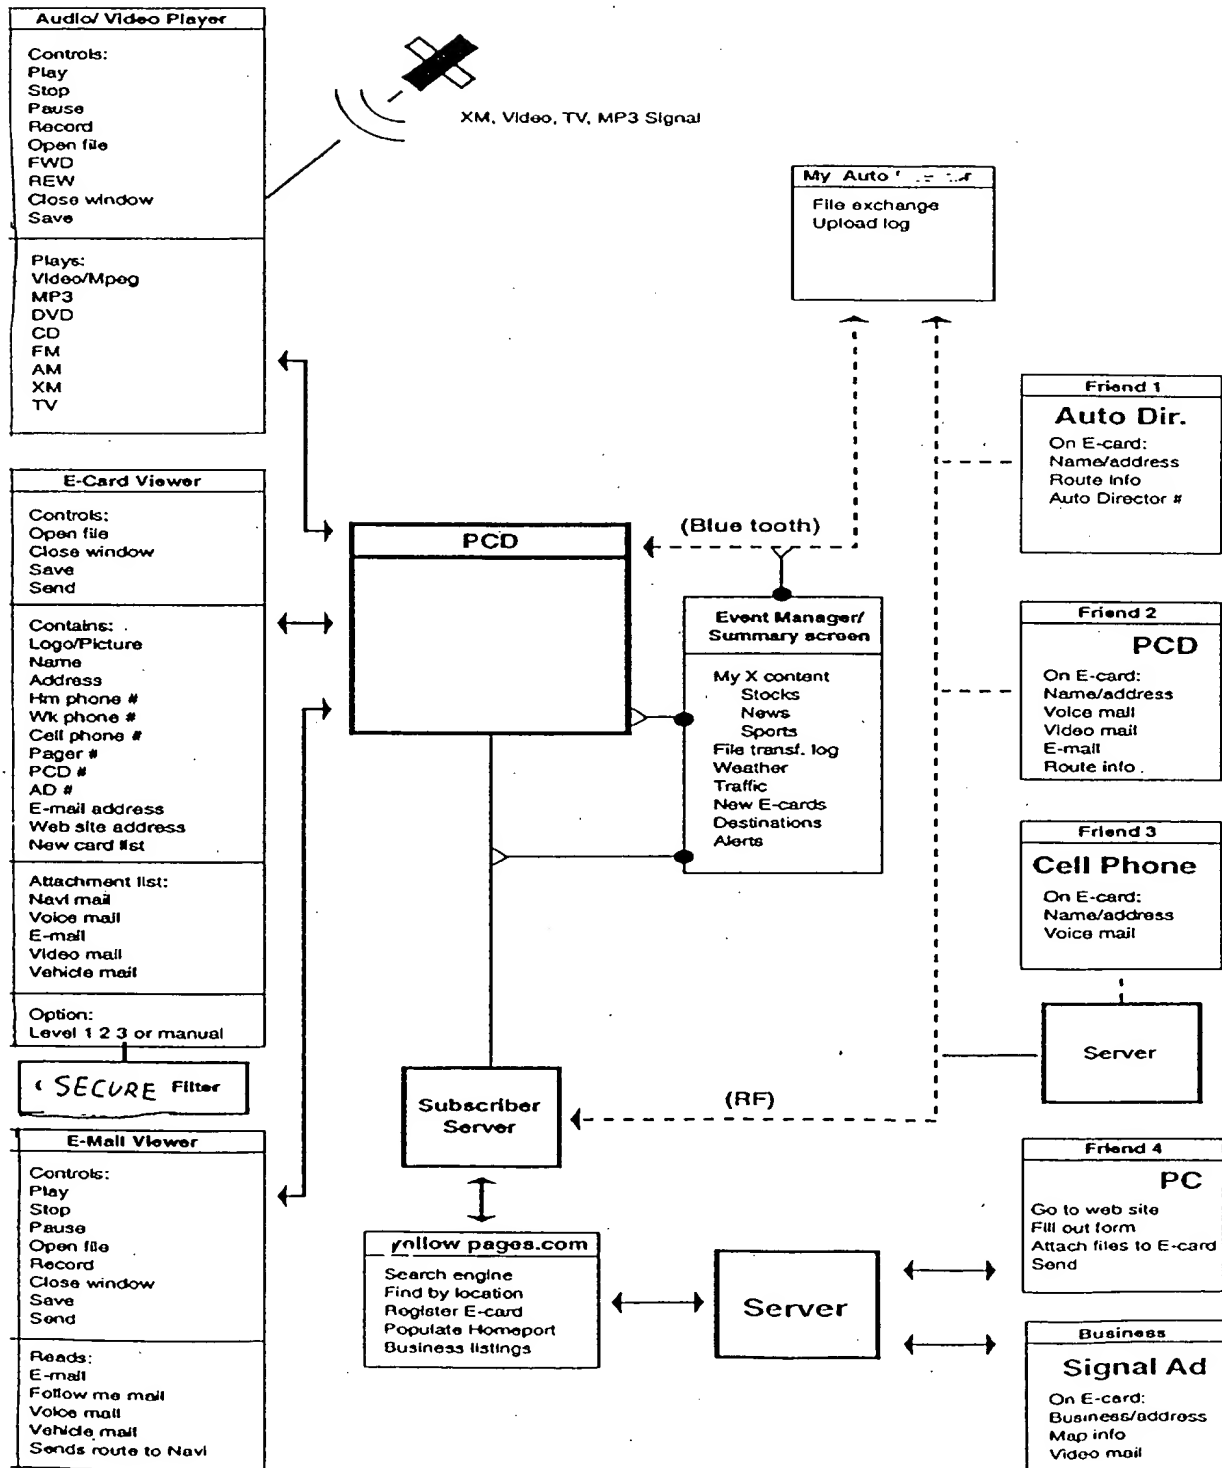 Audio/ Video Player
Controls:
Play
Stop
Pause
Record
Open file
FWD
REW
Close window
Save
Plays:
Video/Mpeg
MP3
DVD
CD
FM
AM
XM
TV
XM, Video, TV, MP3 Signal
My Auto
File exchange
Upload log
Friend 1
Auto Dir.
On E-card:
Name/address
Route Info
Auto Director #
E-Card Viewer
Controls:
Open file
Close window
Save
Send
Contains:
Logo/Picture
Name
Address
Hm phone #
Wk phone #
Cell phone #
Pager #
PCD #
AD #
E-mail address
Web site address
New card list
Attachment list:
Navi mail
Voice mail
E-mail
Video mail
Vehicle mail
Option:
Level 1 2 3 or manual
SECURE Filter
PCD
(Blue tooth)
Event Manager/
Summary screen
My X content
Stocks
News
Sports
File transf. log
Weather
Traffic
New E-cards
Destinations
Alerts
Friend 2
PCD
On E-card:
Name/address
Voice mail
Video mail
E-mail
Route info
Friend 3
Cell Phone
On E-card:
Name/address
Voice mail
Server
(RF)
Subscriber
Server
E-Mail Viewer
Controls:
Play
Stop
Pause
Open file
Record
Close window
Save
Send
Reads:
E-mail
Follow me mail
Voice mail
Vehicle mail
Sends route to Navi
yellow pages.com
Search engine
Find by location
Register E-card
Populate Homeport
Business listings
Server
Friend 4
PC
Go to web site
Fill out form
Attach files to E-card
Send
Business
Signal Ad
On E-card:
Business/address
Map info
Video mail